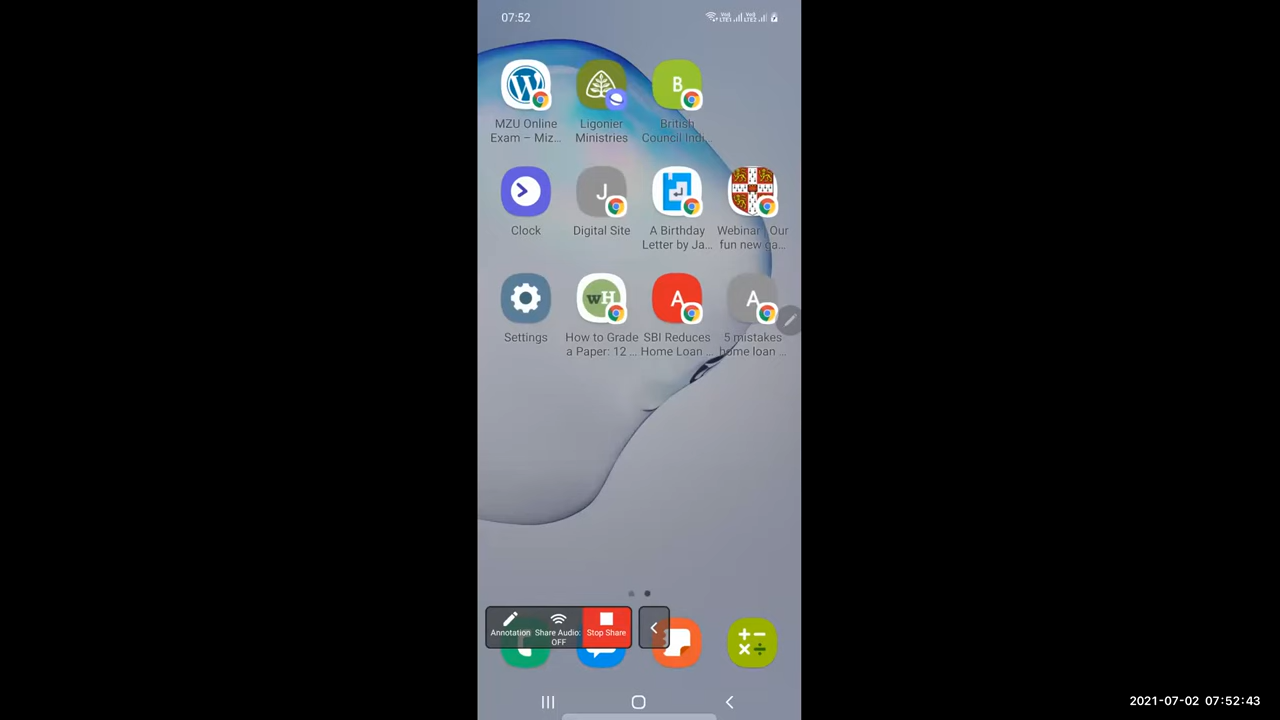 07:52
MZU Online
Exam – Miz...
Ligonier
Ministries
B
British
Council Indi...
Clock
J
Digital Site
A Birthday
Letter by Ja...
Webinar
Our
fun new ga...
Settings
wH
How to Grade
a Paper: 12 ...
A
SBI Reduces
Home Loan ...
A
5 mistakes
home loan ...
Annotation
Share Audio:
OFF
Stop Share
2021-07-02 07:52:43